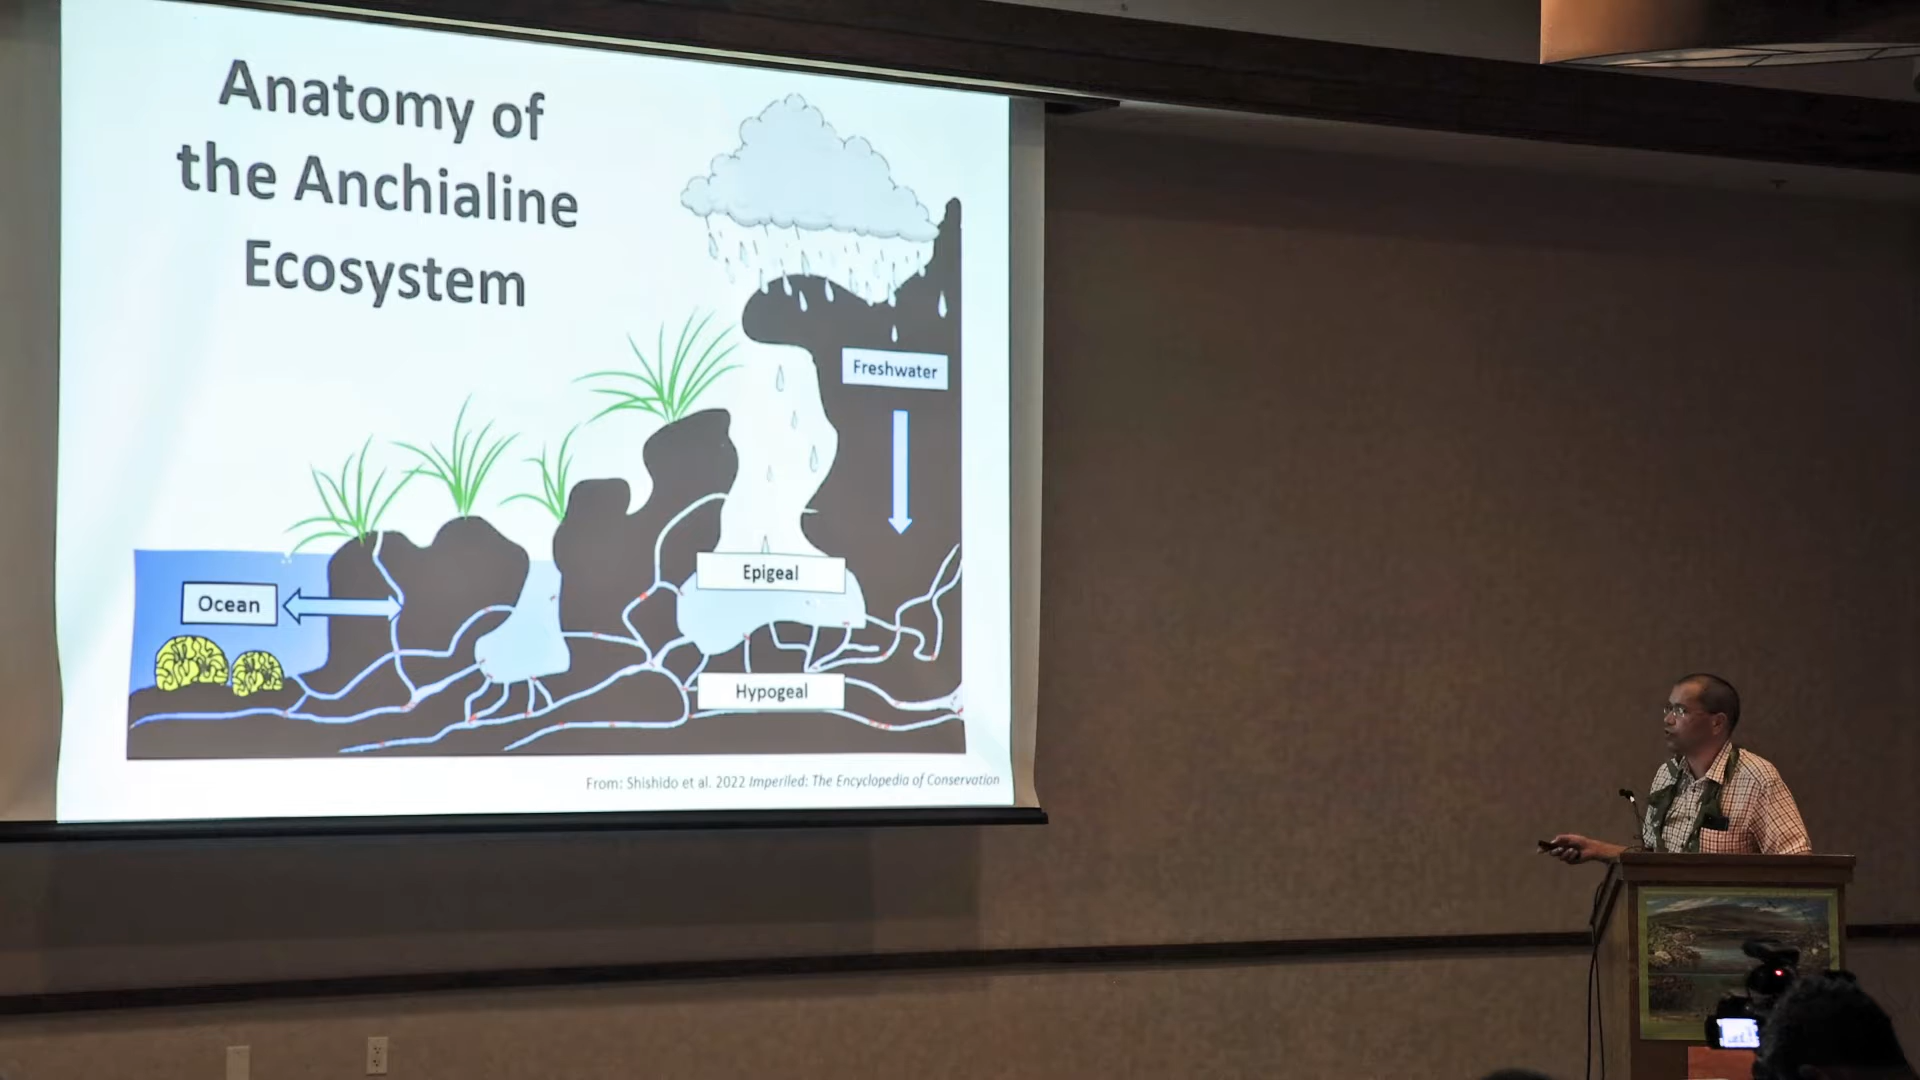 Anatomy of
the Anchialine
Ecosystem
Freshwater
Epigeal
Ocean
Hypogeal
From: Shishido et al. 2022 Imperiled: The Encyclopedia of Conservation